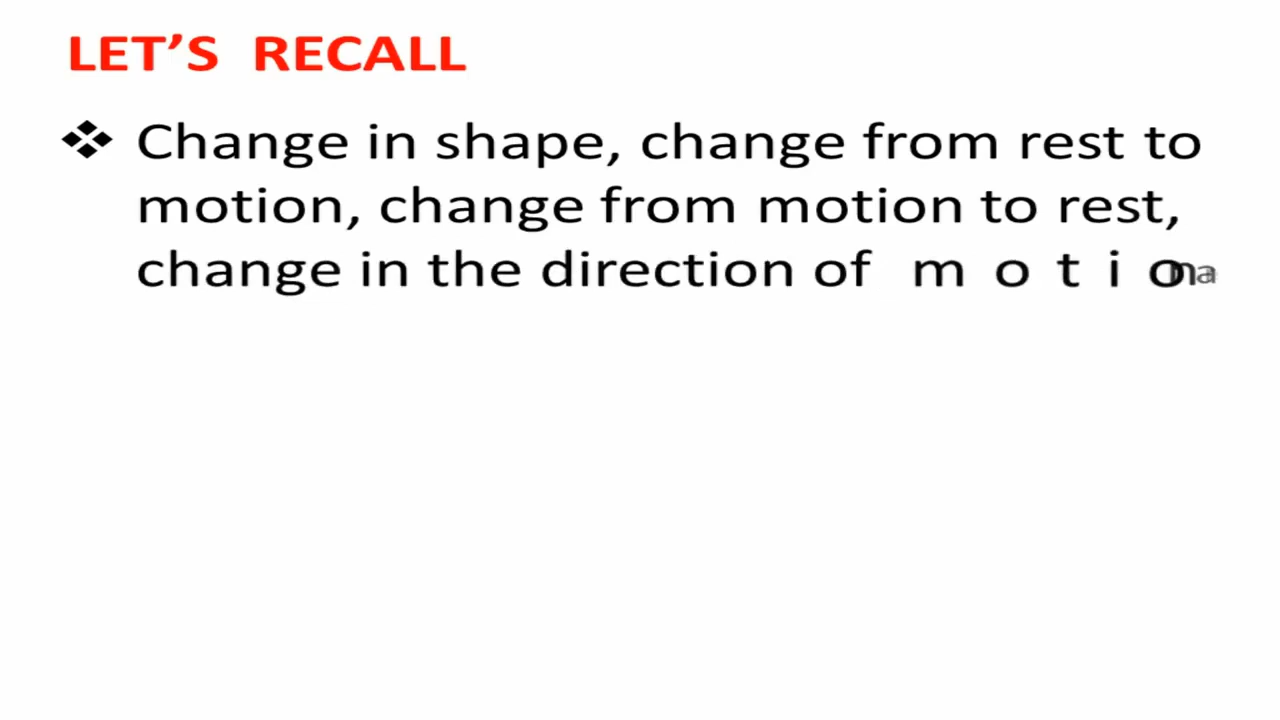 LET'S RECALL
❖ Change in shape, change from rest to
motion, change from motion to rest,
change in the direction of m o t i o